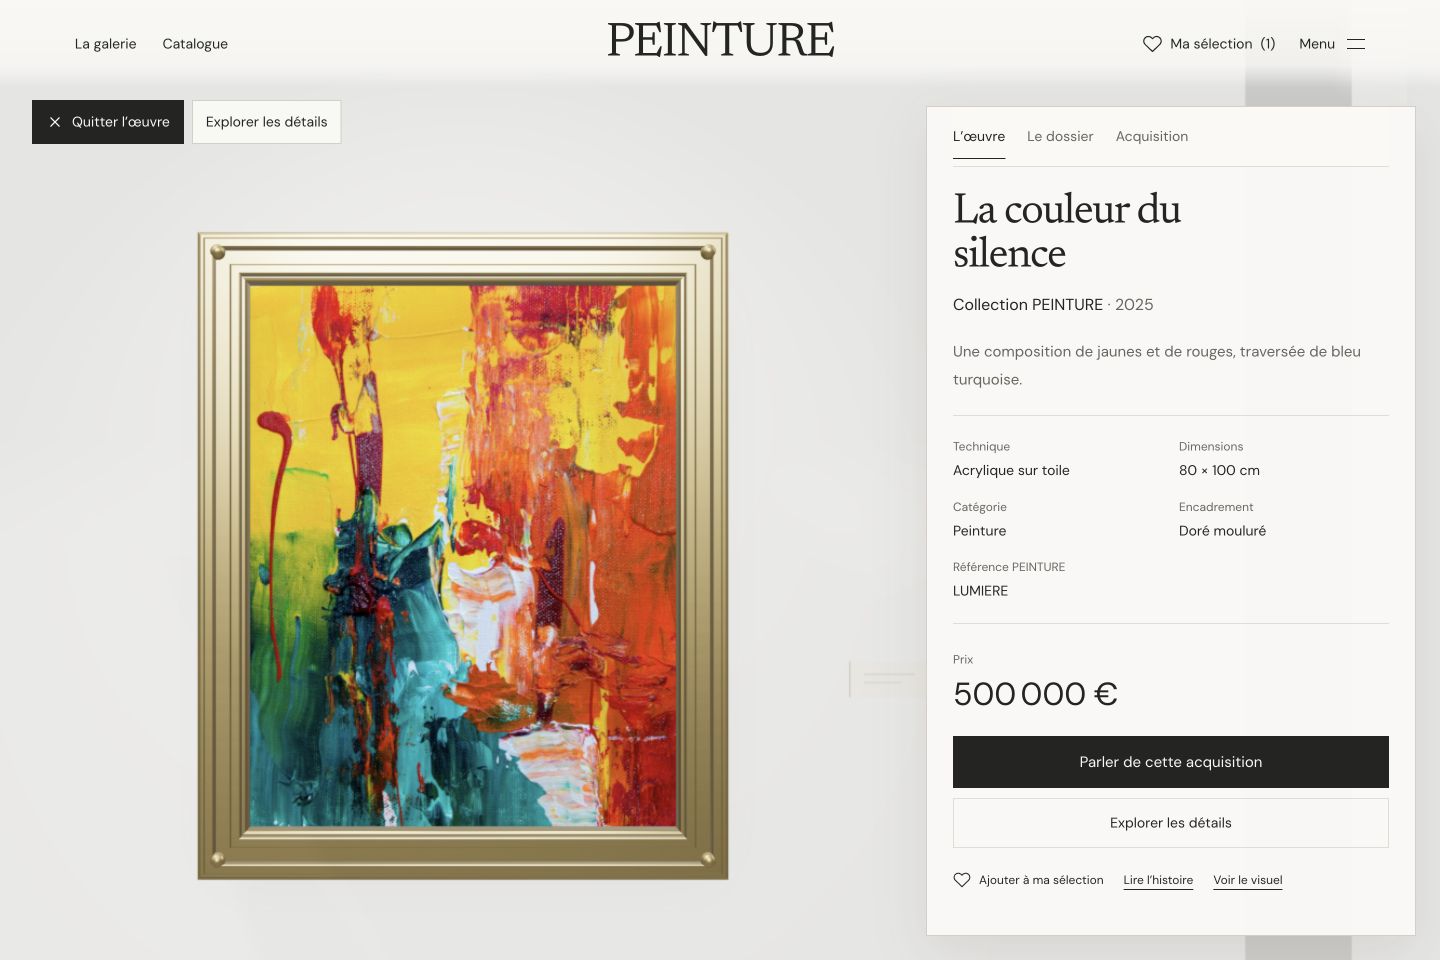 La galerie
Catalogue
PEINTURE
Ma sélection (1)
Menu
Quitter l’œuvre
Explorer les détails
L’œuvre
Le dossier
Acquisition
La couleur du
silence
Collection PEINTURE · 2025
Une composition de jaunes et de rouges, traversée de bleu
turquoise.
Technique
Acrylique sur toile
Dimensions
80 × 100 cm
Catégorie
Peinture
Encadrement
Doré mouluré
Référence PEINTURE
LUMIERE
Prix
500 000 €
Parler de cette acquisition
Explorer les détails
Ajouter à ma sélection
Lire l’histoire
Voir le visuel